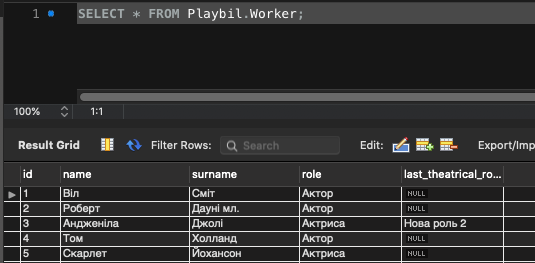 1 SELECT * FROM Playbil.Worker;
100% 1:1
Result Grid Filter Rows: Search Edit: Export/Imp
id name surname role last_theatrical_ro...
1 Віл Сміт Актор NULL
2 Роберт Дауні мл. Актор NULL
3 Андженіла Джолі Актриса Нова роль 2
4 Том Холланд Актор NULL
5 Скарлет Йохансон Актриса NULL